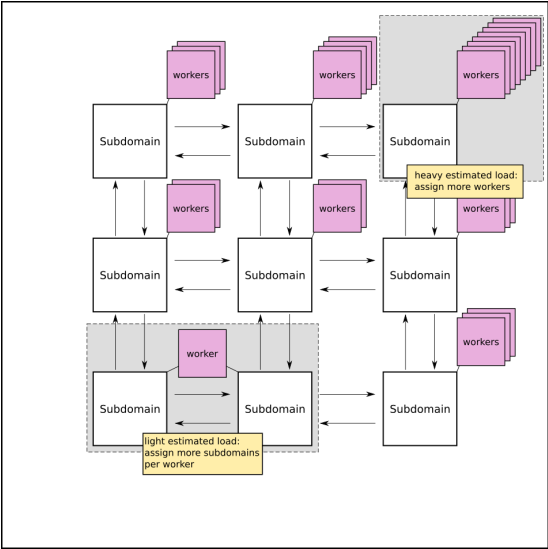 workers
workers
workers
Subdomain
Subdomain
Subdomain
heavy estimated load:
assign more workers
workers
workers
workers
Subdomain
Subdomain
Subdomain
worker
workers
Subdomain
Subdomain
Subdomain
light estimated load:
assign more subdomains
per worker